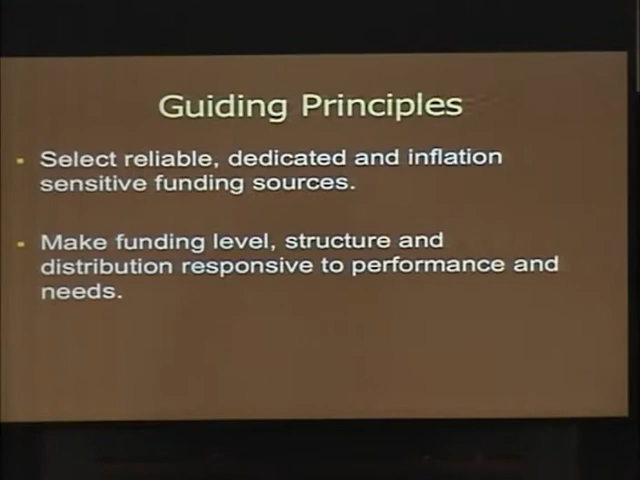 Guiding Principles
Select reliable, dedicated and inflation
sensitive funding sources.
Make funding level, structure and
distribution responsive to performance and
needs.